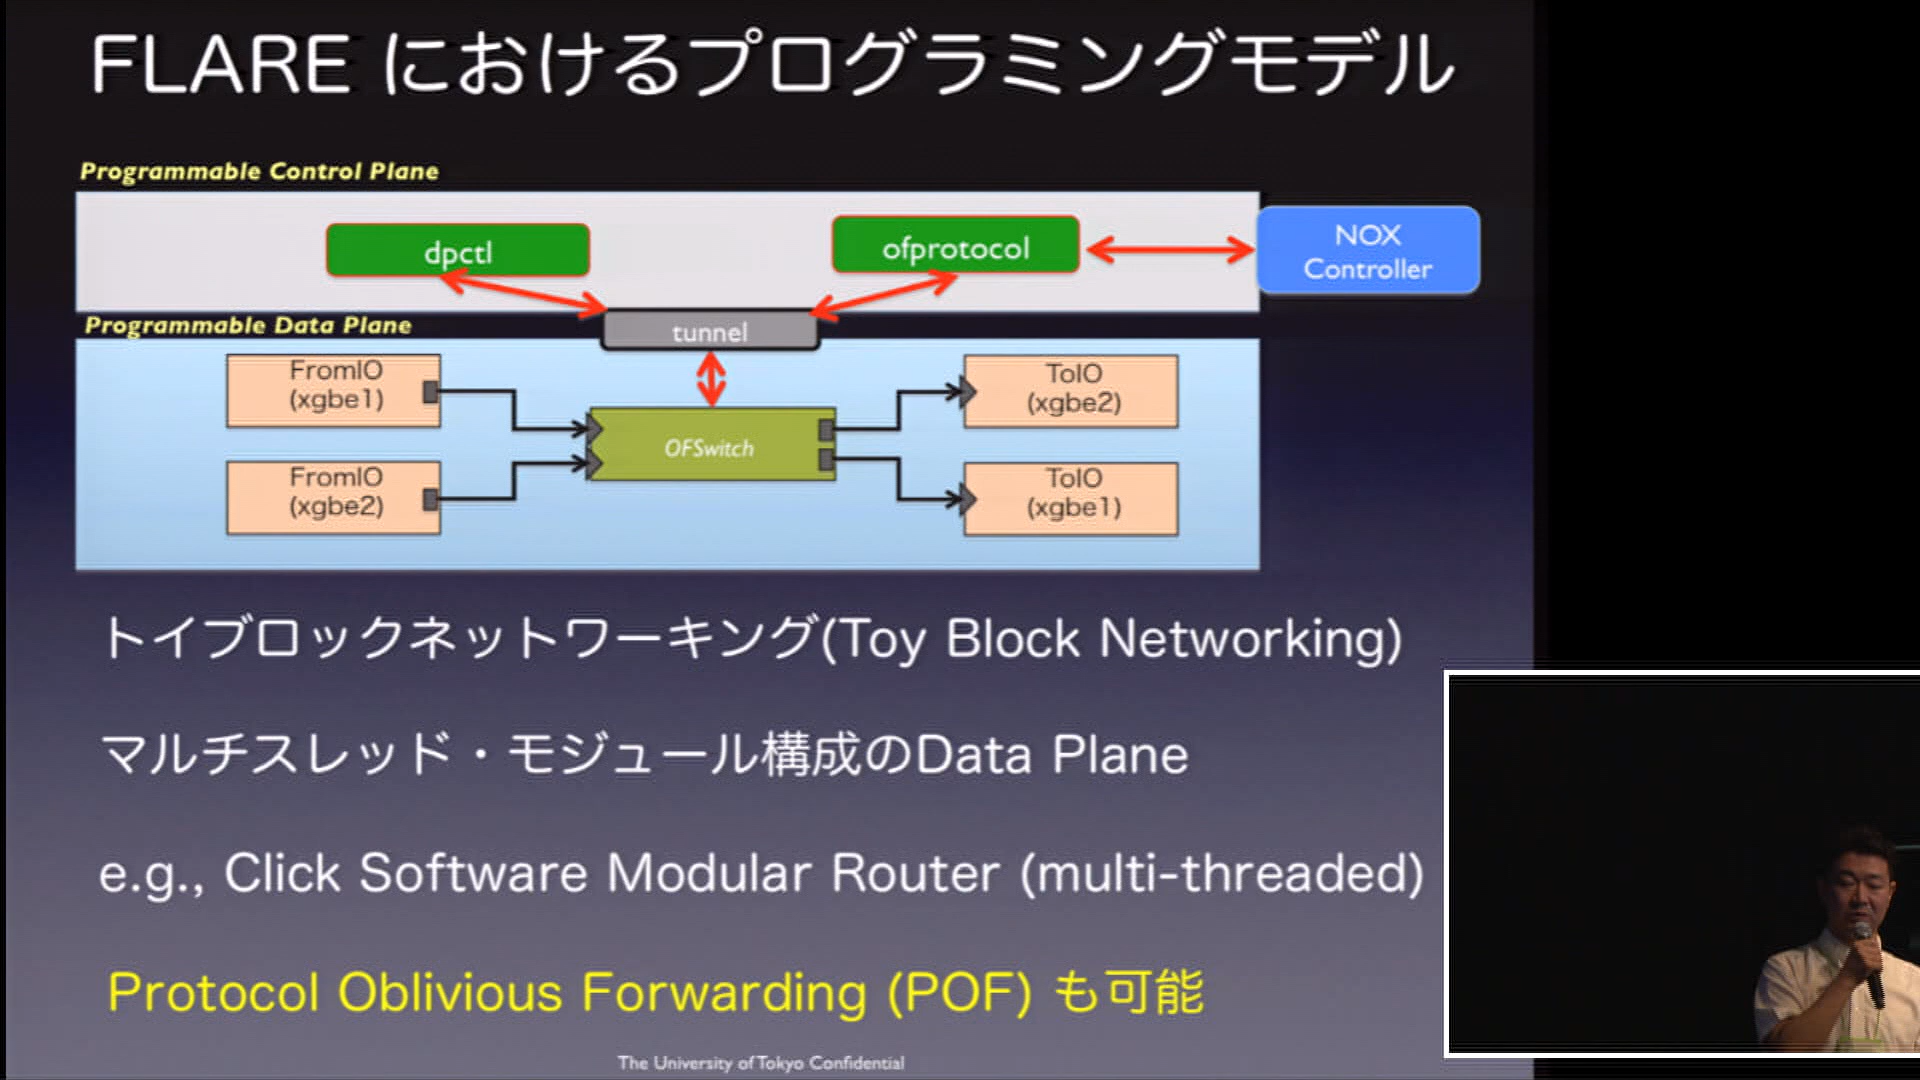 FLARE におけるプログラミングモデル
Programmable Control Plane
dpctl
ofprotocol
NOX
Controller
Programmable Data Plane
tunnel
FromIO
(xgbe1)
ToIO
(xgbe2)
OFSwitch
FromIO
(xgbe2)
ToIO
(xgbe1)
トイブロックネットワーキング(Toy Block Networking)
マルチスレッド・モジュール構成のData Plane
e.g., Click Software Modular Router (multi-threaded)
Protocol Oblivious Forwarding (POF) も可能
The University of Tokyo Confidential